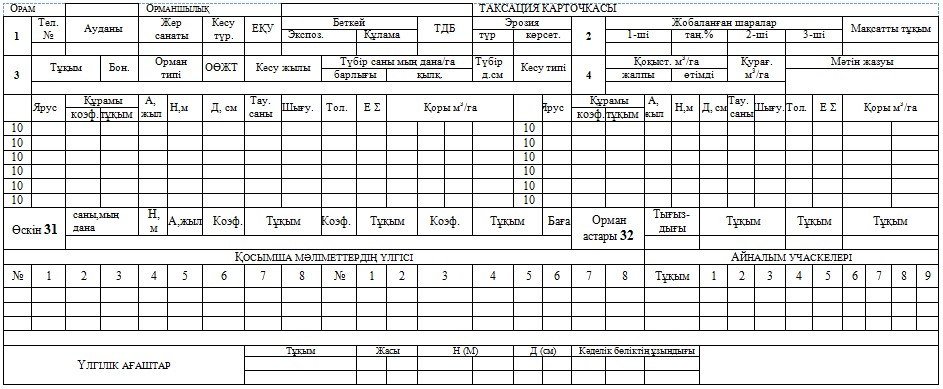 ОРАМ ОРМАНШЫЛЫҚ ТАКСАЦИЯ КАРТОЧКАСЫ
1 Тел. № Ауданы Жер санаты Кесу түр. ЕҚУ Беткей ТДБ Эрозия 2 Жобаланған шаралар Мақсатты тұқым
Экспоз. Құлама түр көрсет. 1-ші таң.% 2-ші 3-ші
3 Тұқым Бон. Орман типі ОӨЖТ Кесу жылы Түбір саны мың дана/га Түбір д.см Кесу типі 4 Қоқыст. м³/га Қурағ. м³/га Мәтін жазуы
барлығы қылқ. жалпы өтімді
Ярус Құрамы А, жыл Н,м Д, см Тау. саны Шығу. Тол. Е Σ Қоры м³/га Ярус Құрамы А, жыл Н,м Д, см Тау. саны Шығу. Тол. Е Σ Қоры м³/га
коэф. тұқым коэф. тұқым
10 10
10 10
10 10
10 10
10 10
10 10
Өскін 31 саны,мың дана Н, м А,жыл Коэф. Тұқым Коэф. Тұқым Коэф. Тұқым Баға Орман астары 32 Тығыз-дығы Тұқым Тұқым Тұқым
ҚОСЫМША МӘЛІМЕТТЕРДІҢ ҮЛГІСІ АЙНАЛЫМ УЧАСКЕЛЕРІ
№ 1 2 3 4 5 6 7 8 № 1 2 3 4 5 6 7 8 Тұқым 1 2 3 4 5 6 7 8 9
ҮЛГІЛІК АҒАШТАР Тұқым Жасы Н (М) Д (см) Кәделік бөліктің ұзындығы